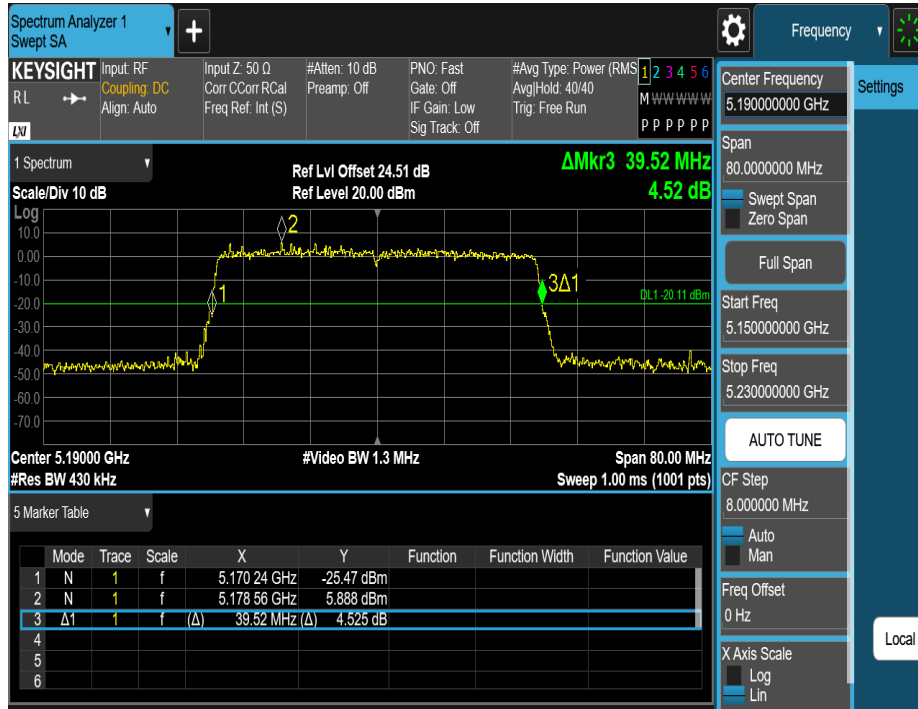 Spectrum Analyzer 1
Swept SA
+
Frequency
KEYSIGHT
RL
LXI
Input: RF
Coupling: DC
Align: Auto
Input Z: 50 Ω
Corr CCorr RCal
Freq Ref: Int (S)
#Atten: 10 dB
Preamp: Off
PNO: Fast
Gate: Off
IF Gain: Low
Sig Track: Off
#Avg Type: Power (RMS
Avg|Hold: 40/40
Trig: Free Run
1 2 3 4 5 6
M W W W W W
P P P P P P
1 Spectrum
Scale/Div 10 dB
Ref Lvl Offset 24.51 dB
Ref Level 20.00 dBm
ΔMkr3 39.52 MHz
4.52 dB
Log
10.0
0.00
-10.0
-20.0
-30.0
-40.0
-50.0
-60.0
-70.0
2
1
3Δ1
DL1 -20.11 dBm
Center 5.19000 GHz
#Res BW 430 kHz
#Video BW 1.3 MHz
Span 80.00 MHz
Sweep 1.00 ms (1001 pts)
5 Marker Table
Mode Trace Scale X Y Function Function Width Function Value
1 N 1 f 5.170 24 GHz -25.47 dBm
2 N 1 f 5.178 56 GHz 5.888 dBm
3 Δ1 1 f (Δ) 39.52 MHz (Δ) 4.525 dB
4
5
6
Center Frequency
5.190000000 GHz
Span
80.0000000 MHz
Swept Span
Zero Span
Full Span
Start Freq
5.150000000 GHz
Stop Freq
5.230000000 GHz
AUTO TUNE
CF Step
8.000000 MHz
Auto
Man
Freq Offset
0 Hz
X Axis Scale
Log
Lin
Settings
Local